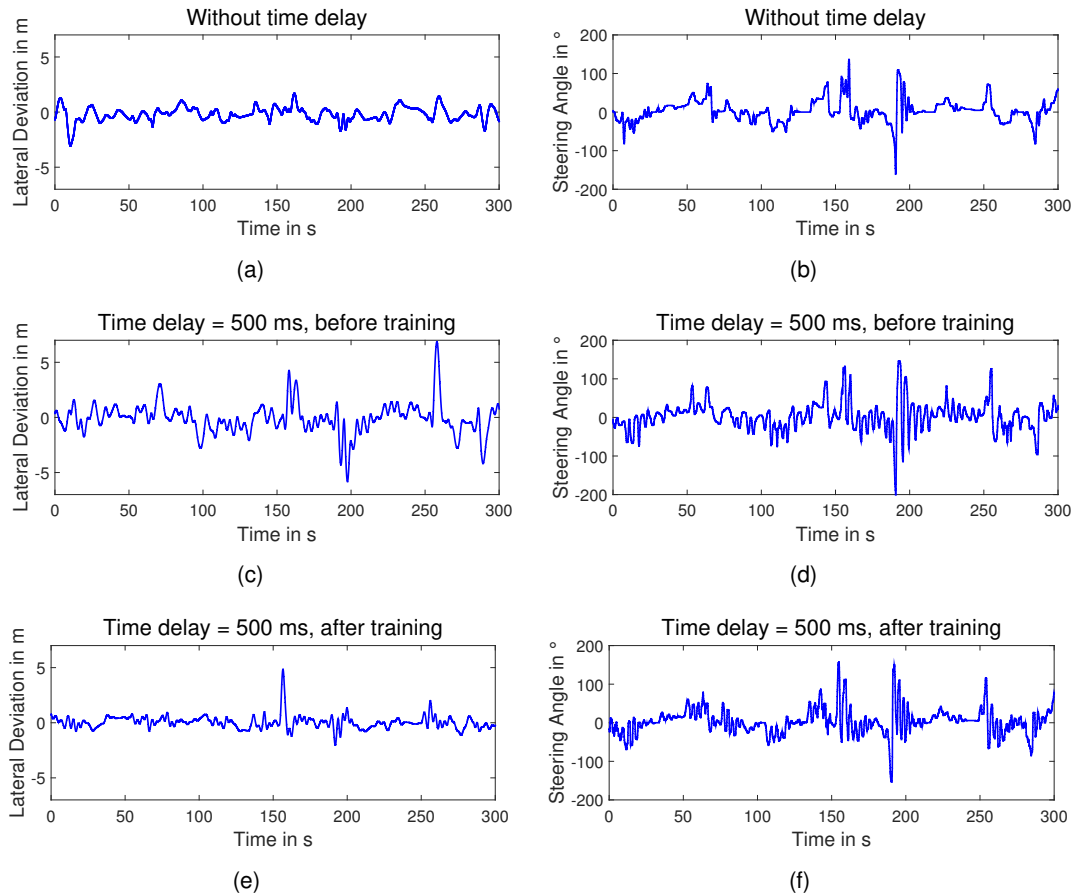 Without time delay
Lateral Deviation in m
5
0
-5
0 50 100 150 200 250 300
Time in s
(a)
Without time delay
Steering Angle in °
200
100
0
-100
-200
0 50 100 150 200 250 300
Time in s
(b)
Time delay = 500 ms, before training
Lateral Deviation in m
5
0
-5
0 50 100 150 200 250 300
Time in s
(c)
Time delay = 500 ms, before training
Steering Angle in °
200
100
0
-100
-200
0 50 100 150 200 250 300
Time in s
(d)
Time delay = 500 ms, after training
Lateral Deviation in m
5
0
-5
0 50 100 150 200 250 300
Time in s
(e)
Time delay = 500 ms, after training
Steering Angle in °
200
100
0
-100
-200
0 50 100 150 200 250 300
Time in s
(f)